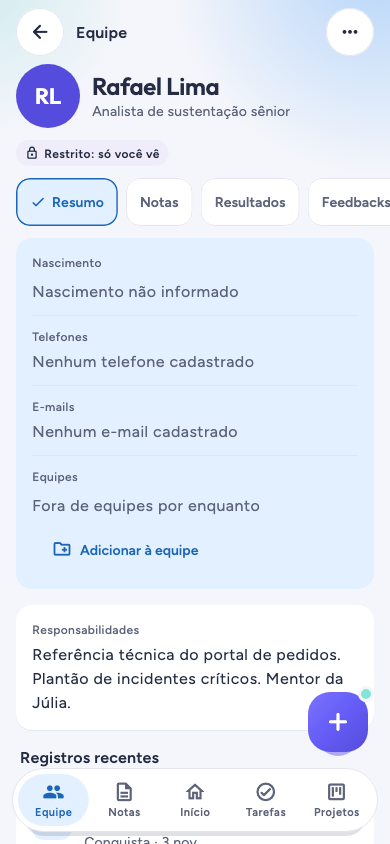 Equipe
RL
Rafael Lima
Analista de sustentação sênior
Restrito: só você vê
Resumo
Notas
Resultados
Feedbacks
Nascimento
Nascimento não informado
Telefones
Nenhum telefone cadastrado
E-mails
Nenhum e-mail cadastrado
Equipes
Fora de equipes por enquanto
Adicionar à equipe
Responsabilidades
Referência técnica do portal de pedidos.
Plantão de incidentes críticos. Mentor da
Júlia.
Registros recentes
Equipe
Notas
Início
Tarefas
Projetos
Conquista · 3 nov